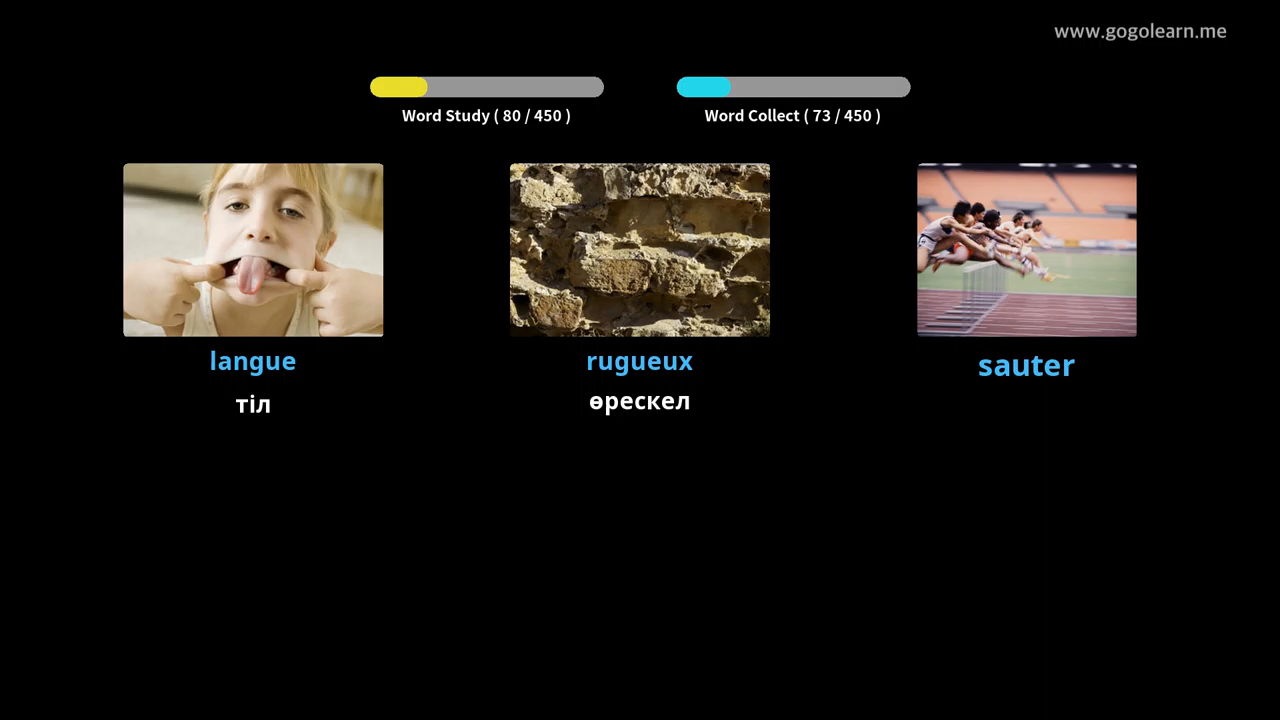 www.gogolearn.me
Word Study ( 80 / 450 )
Word Collect ( 73 / 450 )
langue
rugueux
sauter
тіл
өрескел